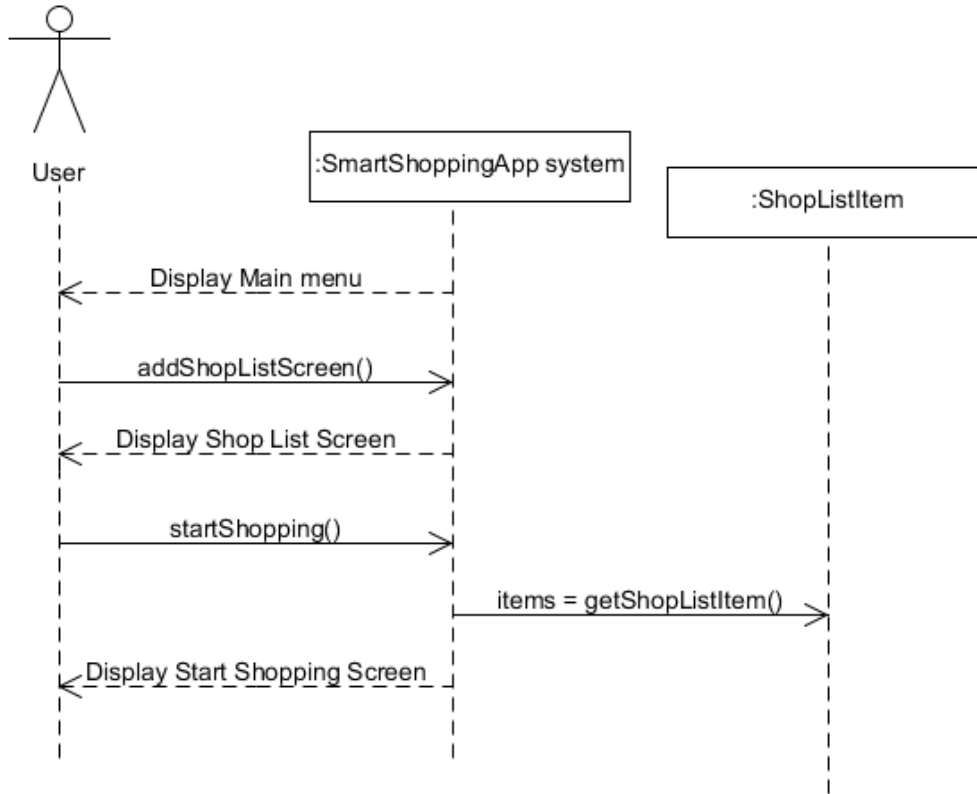 User
:SmartShoppingApp system
:ShopListItem
Display Main menu
addShopListScreen()
Display Shop List Screen
startShopping()
items = getShopListItem()
Display Start Shopping Screen